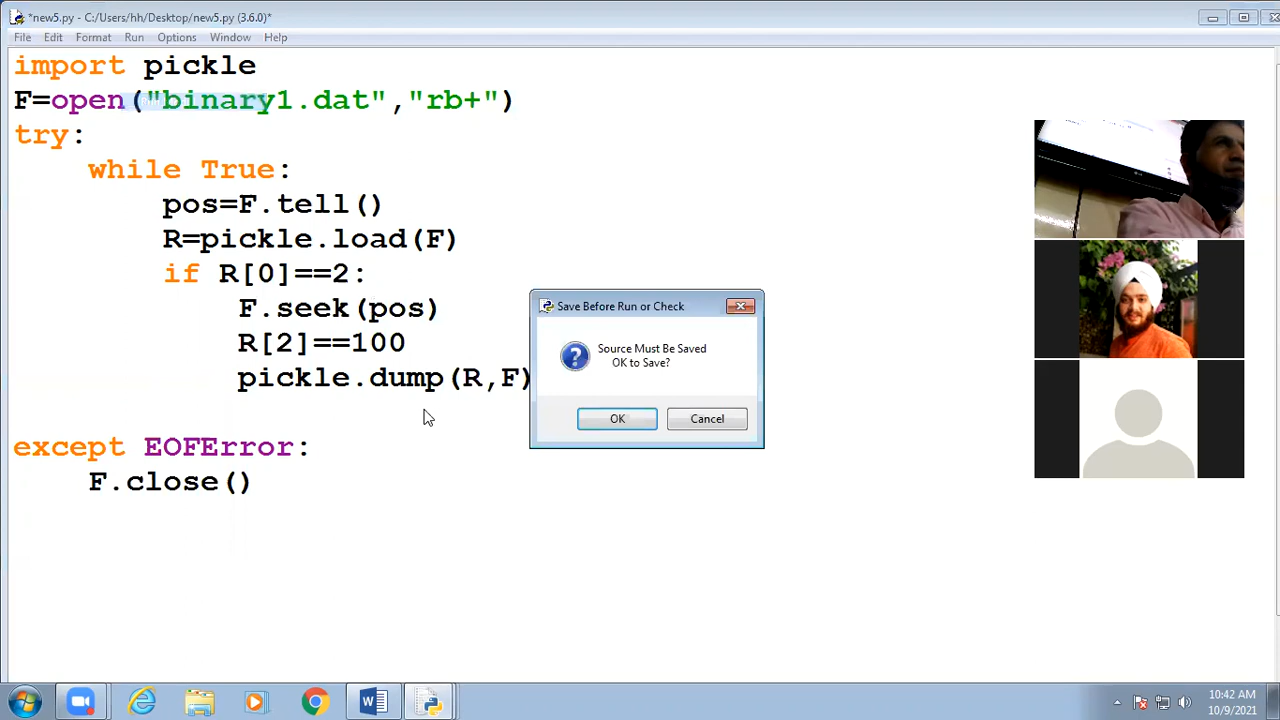 *new5.py - C:/Users/hh/Desktop/new5.py (3.6.0)*
File Edit Format Run Options Window Help
import pickle
F=open("binary1.dat","rb+")
try:
while True:
pos=F.tell()
R=pickle.load(F)
if R[0]==2:
F.seek(pos)
R[2]==100
pickle.dump(R,F)
except EOFError:
F.close()
Save Before Run or Check
Source Must Be Saved
OK to Save?
OK Cancel
10:42 AM
10/9/2021